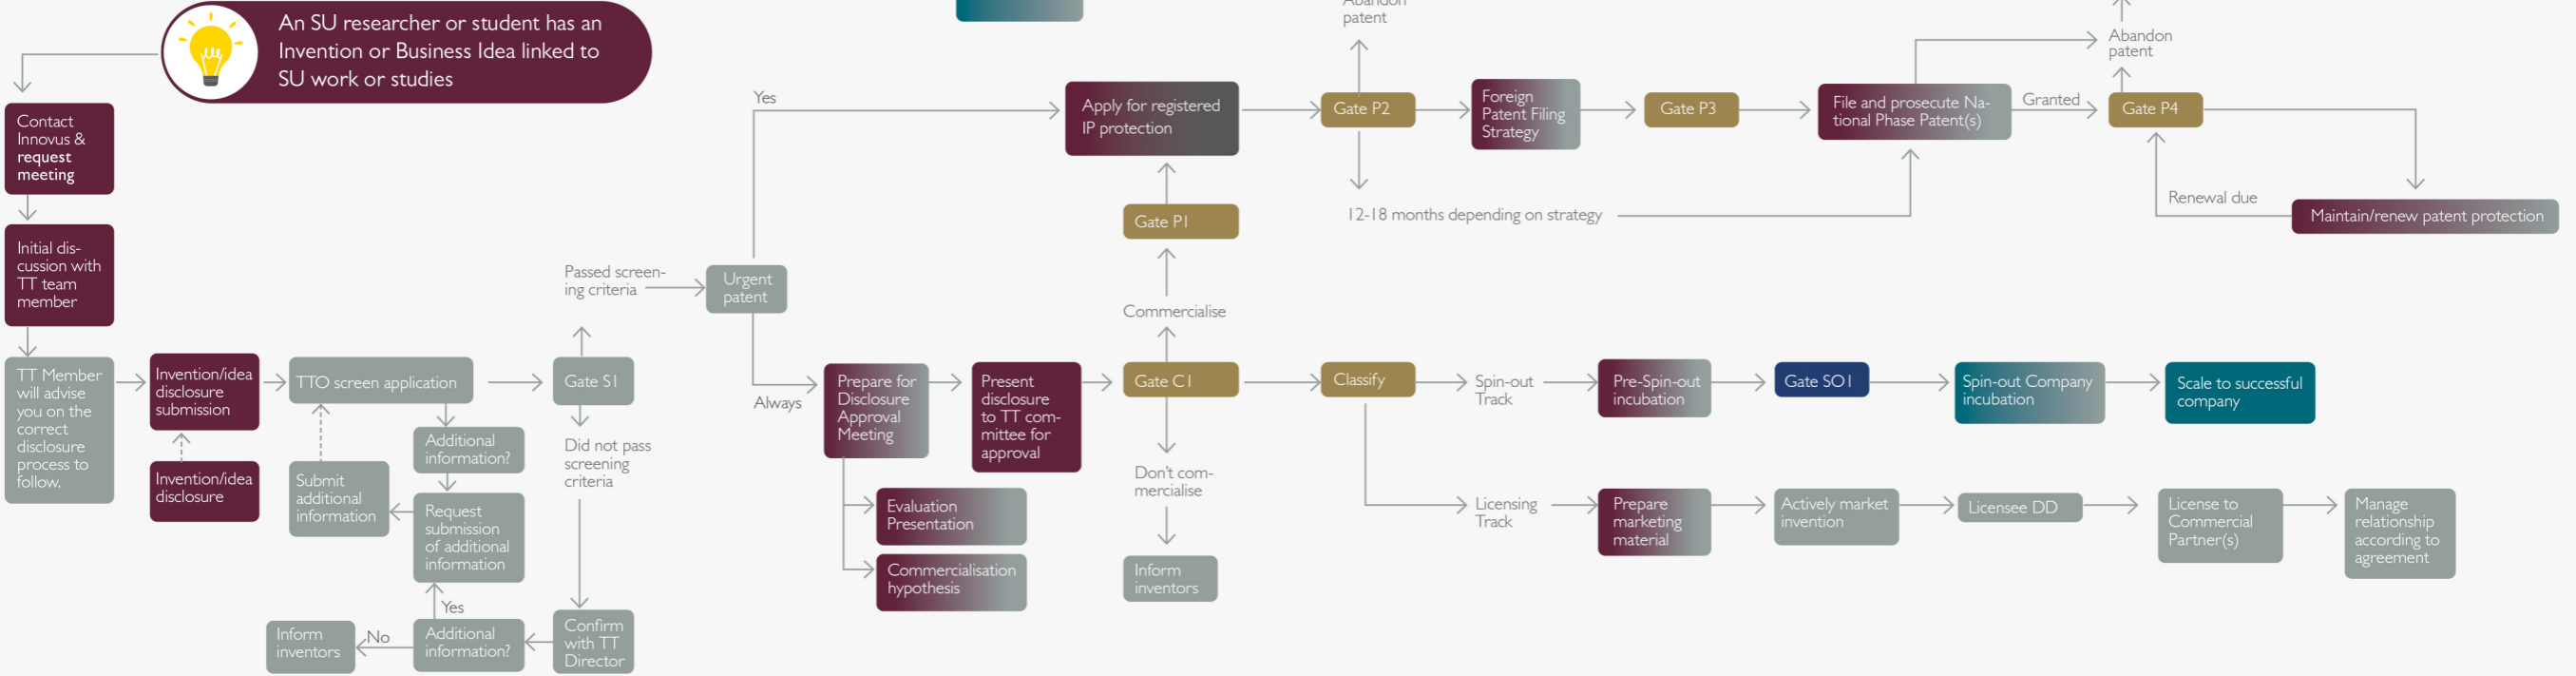 An SU researcher or student has an
Invention or Business Idea linked to
SU work or studies
Contact
Innovus &
request
meeting
Initial dis-
cussion with
TT team
member
TT Member
will advise
you on the
correct
disclosure
process to
follow.
Invention/idea
disclosure
submission
Invention/idea
disclosure
TTO screen application
Additional
information?
Request
submission
of additional
information
Submit
additional
information
Gate S1
Passed screen-
ing criteria
Did not pass
screening
criteria
Confirm
with TT
Director
Additional
information?
Yes
No
Inform
inventors
Urgent
patent
Yes
Always
Prepare for
Disclosure
Approval
Meeting
Evaluation
Presentation
Commercialisation
hypothesis
Present
disclosure
to TT com-
mittee for
approval
Gate C1
Commercialise
Gate P1
Don't com-
mercialise
Inform
inventors
Apply for registered
IP protection
Gate P2
Abandon
patent
12-18 months depending on strategy
Foreign
Patent Filing
Strategy
Gate P3
File and prosecute Na-
tional Phase Patent(s)
Granted
Gate P4
Abandon
patent
Renewal due
Maintain/renew patent protection
Classify
Spin-out
Track
Pre-Spin-out
incubation
Gate SO1
Spin-out Company
incubation
Scale to successful
company
Licensing
Track
Prepare
marketing
material
Actively market
invention
Licensee DD
License to
Commercial
Partner(s)
Manage
relationship
according to
agreement